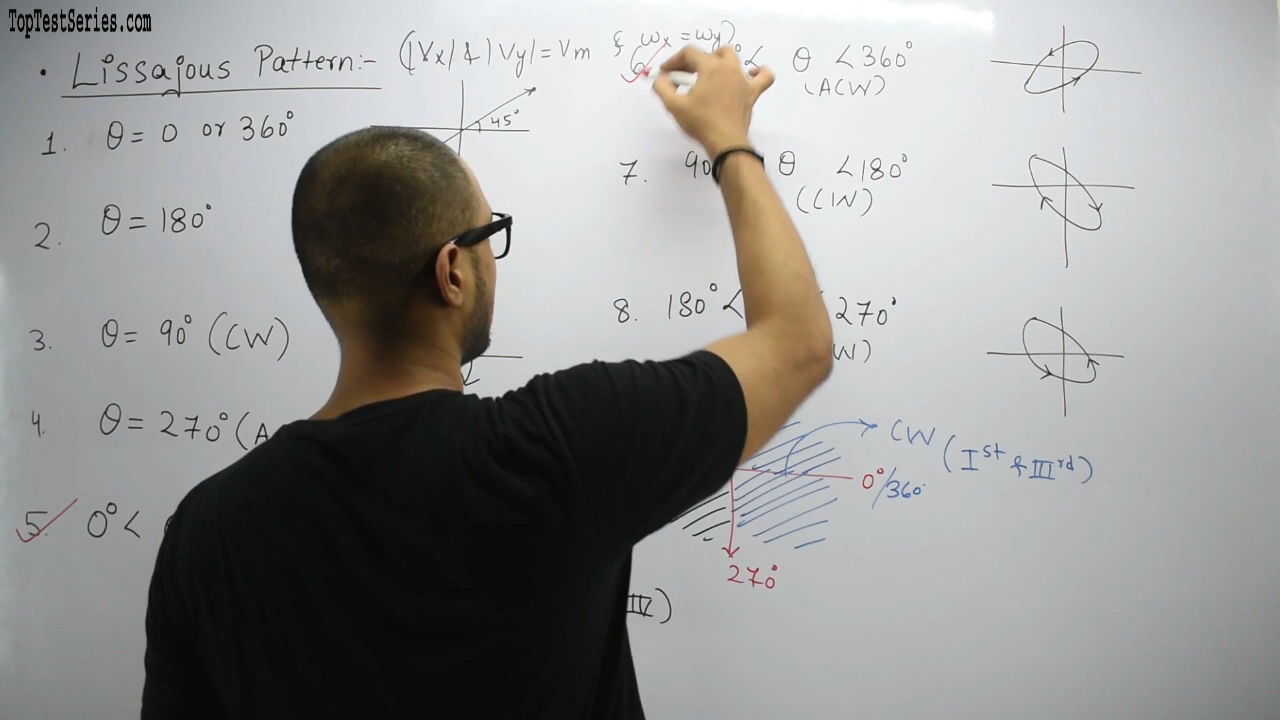 TopTestSeries.com
• Lissajous Pattern:- (|Vx| & |Vy| = Vm & ωx = ωy)
1. θ = 0 or 360°
45°
2. θ = 180°
3. θ = 90° (CW)
4. θ = 270° (A
5. 0° <
6 ° < θ < 360°
(ACW)
7. 90 θ < 180°
(CW)
8. 180° < 270°
W)
CW (Ist & IIIrd)
0°/360°
270°
IV)